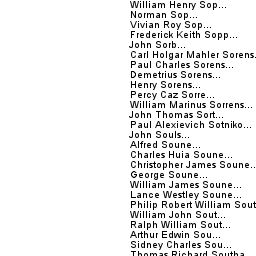 William Henry Sop...
Norman Sop...
Vivian Roy Sop...
Frederick Keith Sopp...
John Sorb...
Carl Holgar Mahler Sorens.
Paul Charles Sorens...
Demetrius Sorens...
Henry Sorens...
Percy Caz Sorre...
William Marinus Sorrens...
John Thomas Sort...
Paul Alexievich Sotniko...
John Souls...
Alfred Soune...
Charles Huia Soune...
Christopher James Soune..
George Soune...
William James Soune...
Lance Westley Soune...
Philip Robert William Sout
William John Sout...
Ralph William Sout...
Arthur Edwin Sou...
Sidney Charles Sou...
Thomas Richard Southa